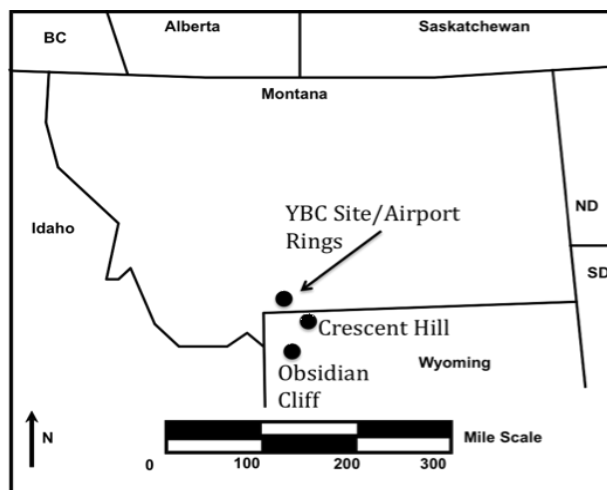 BC
Alberta
Saskatchewan
Montana
YBC Site/Airport
Rings
Idaho
ND
SD
Crescent Hill
Obsidian
Cliff
Wyoming
N
Mile Scale
0
100
200
300